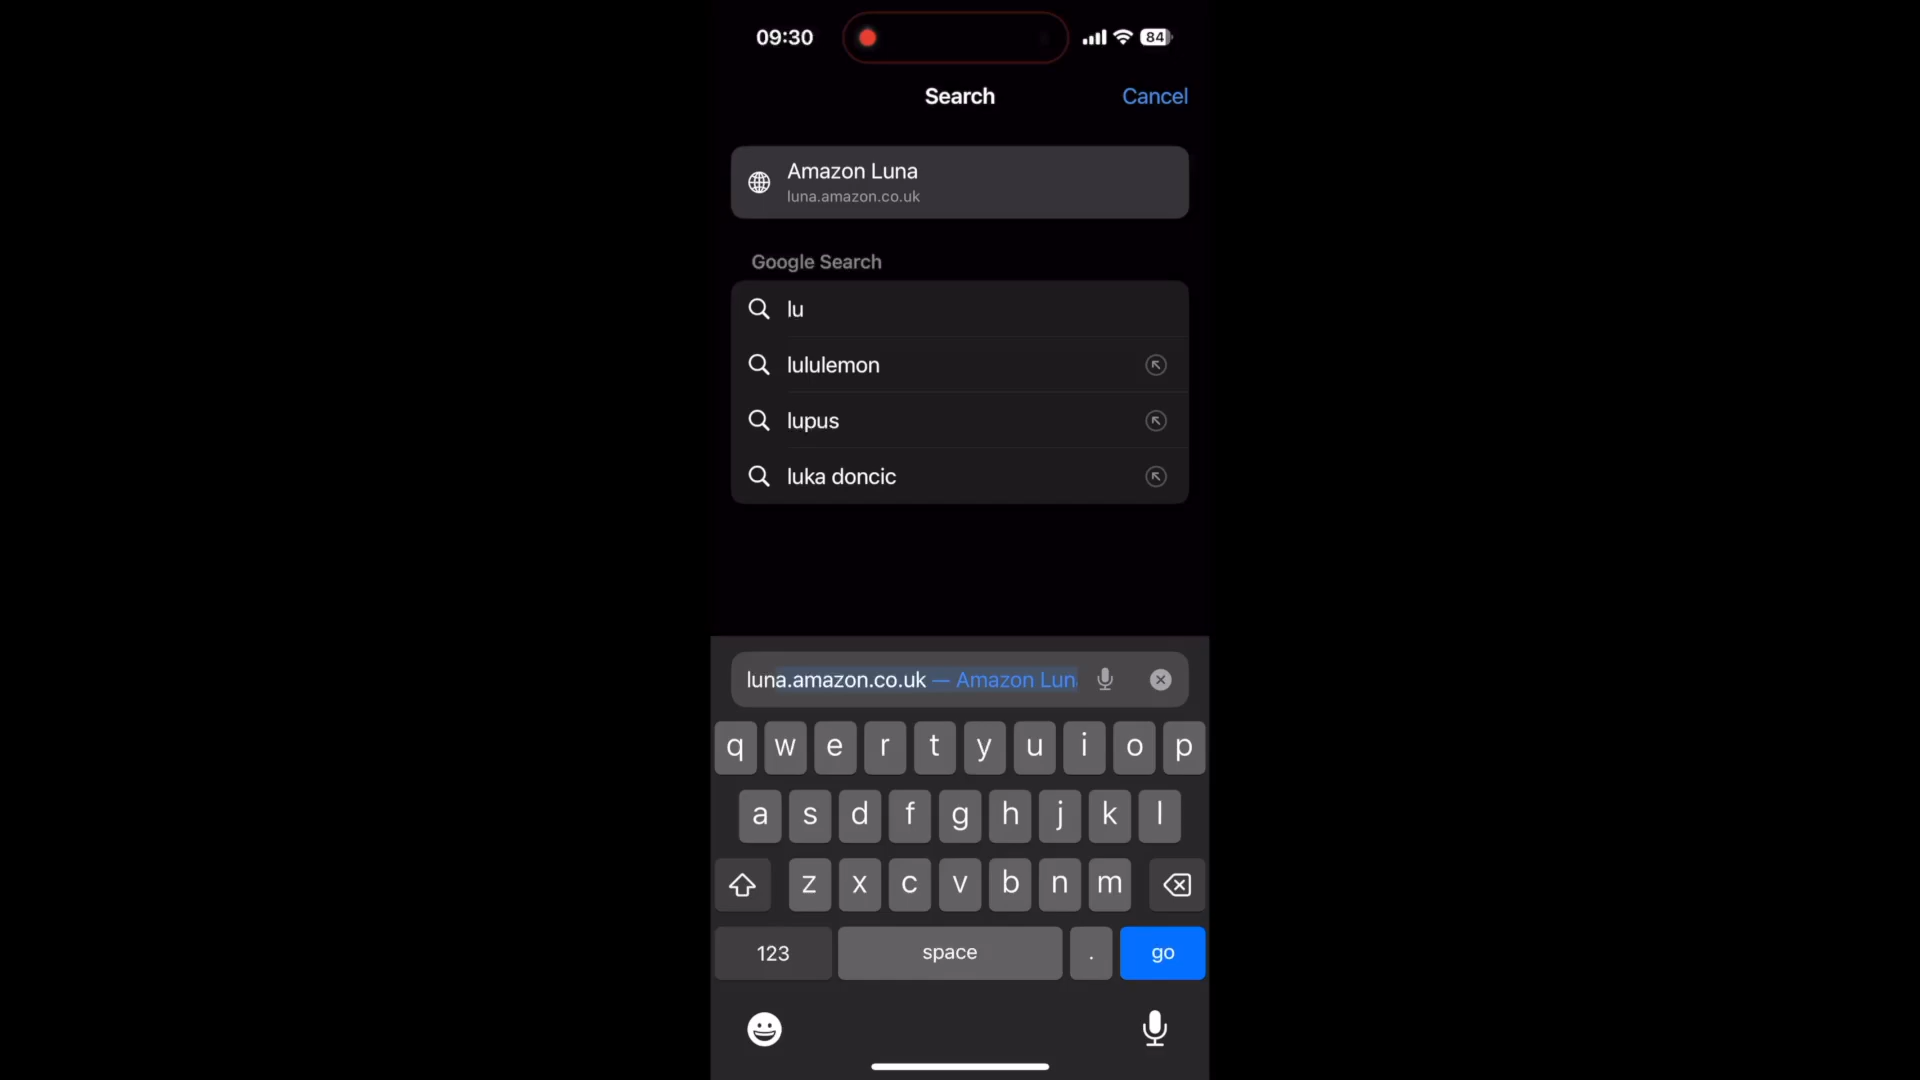 09:30
84
Search
Cancel
Amazon Luna
luna.amazon.co.uk
Google Search
lu
lululemon
lupus
luka doncic
luna.amazon.co.uk — Amazon Lun
q w e r t y u i o p
a s d f g h j k l
z x c v b n m
123 space . go